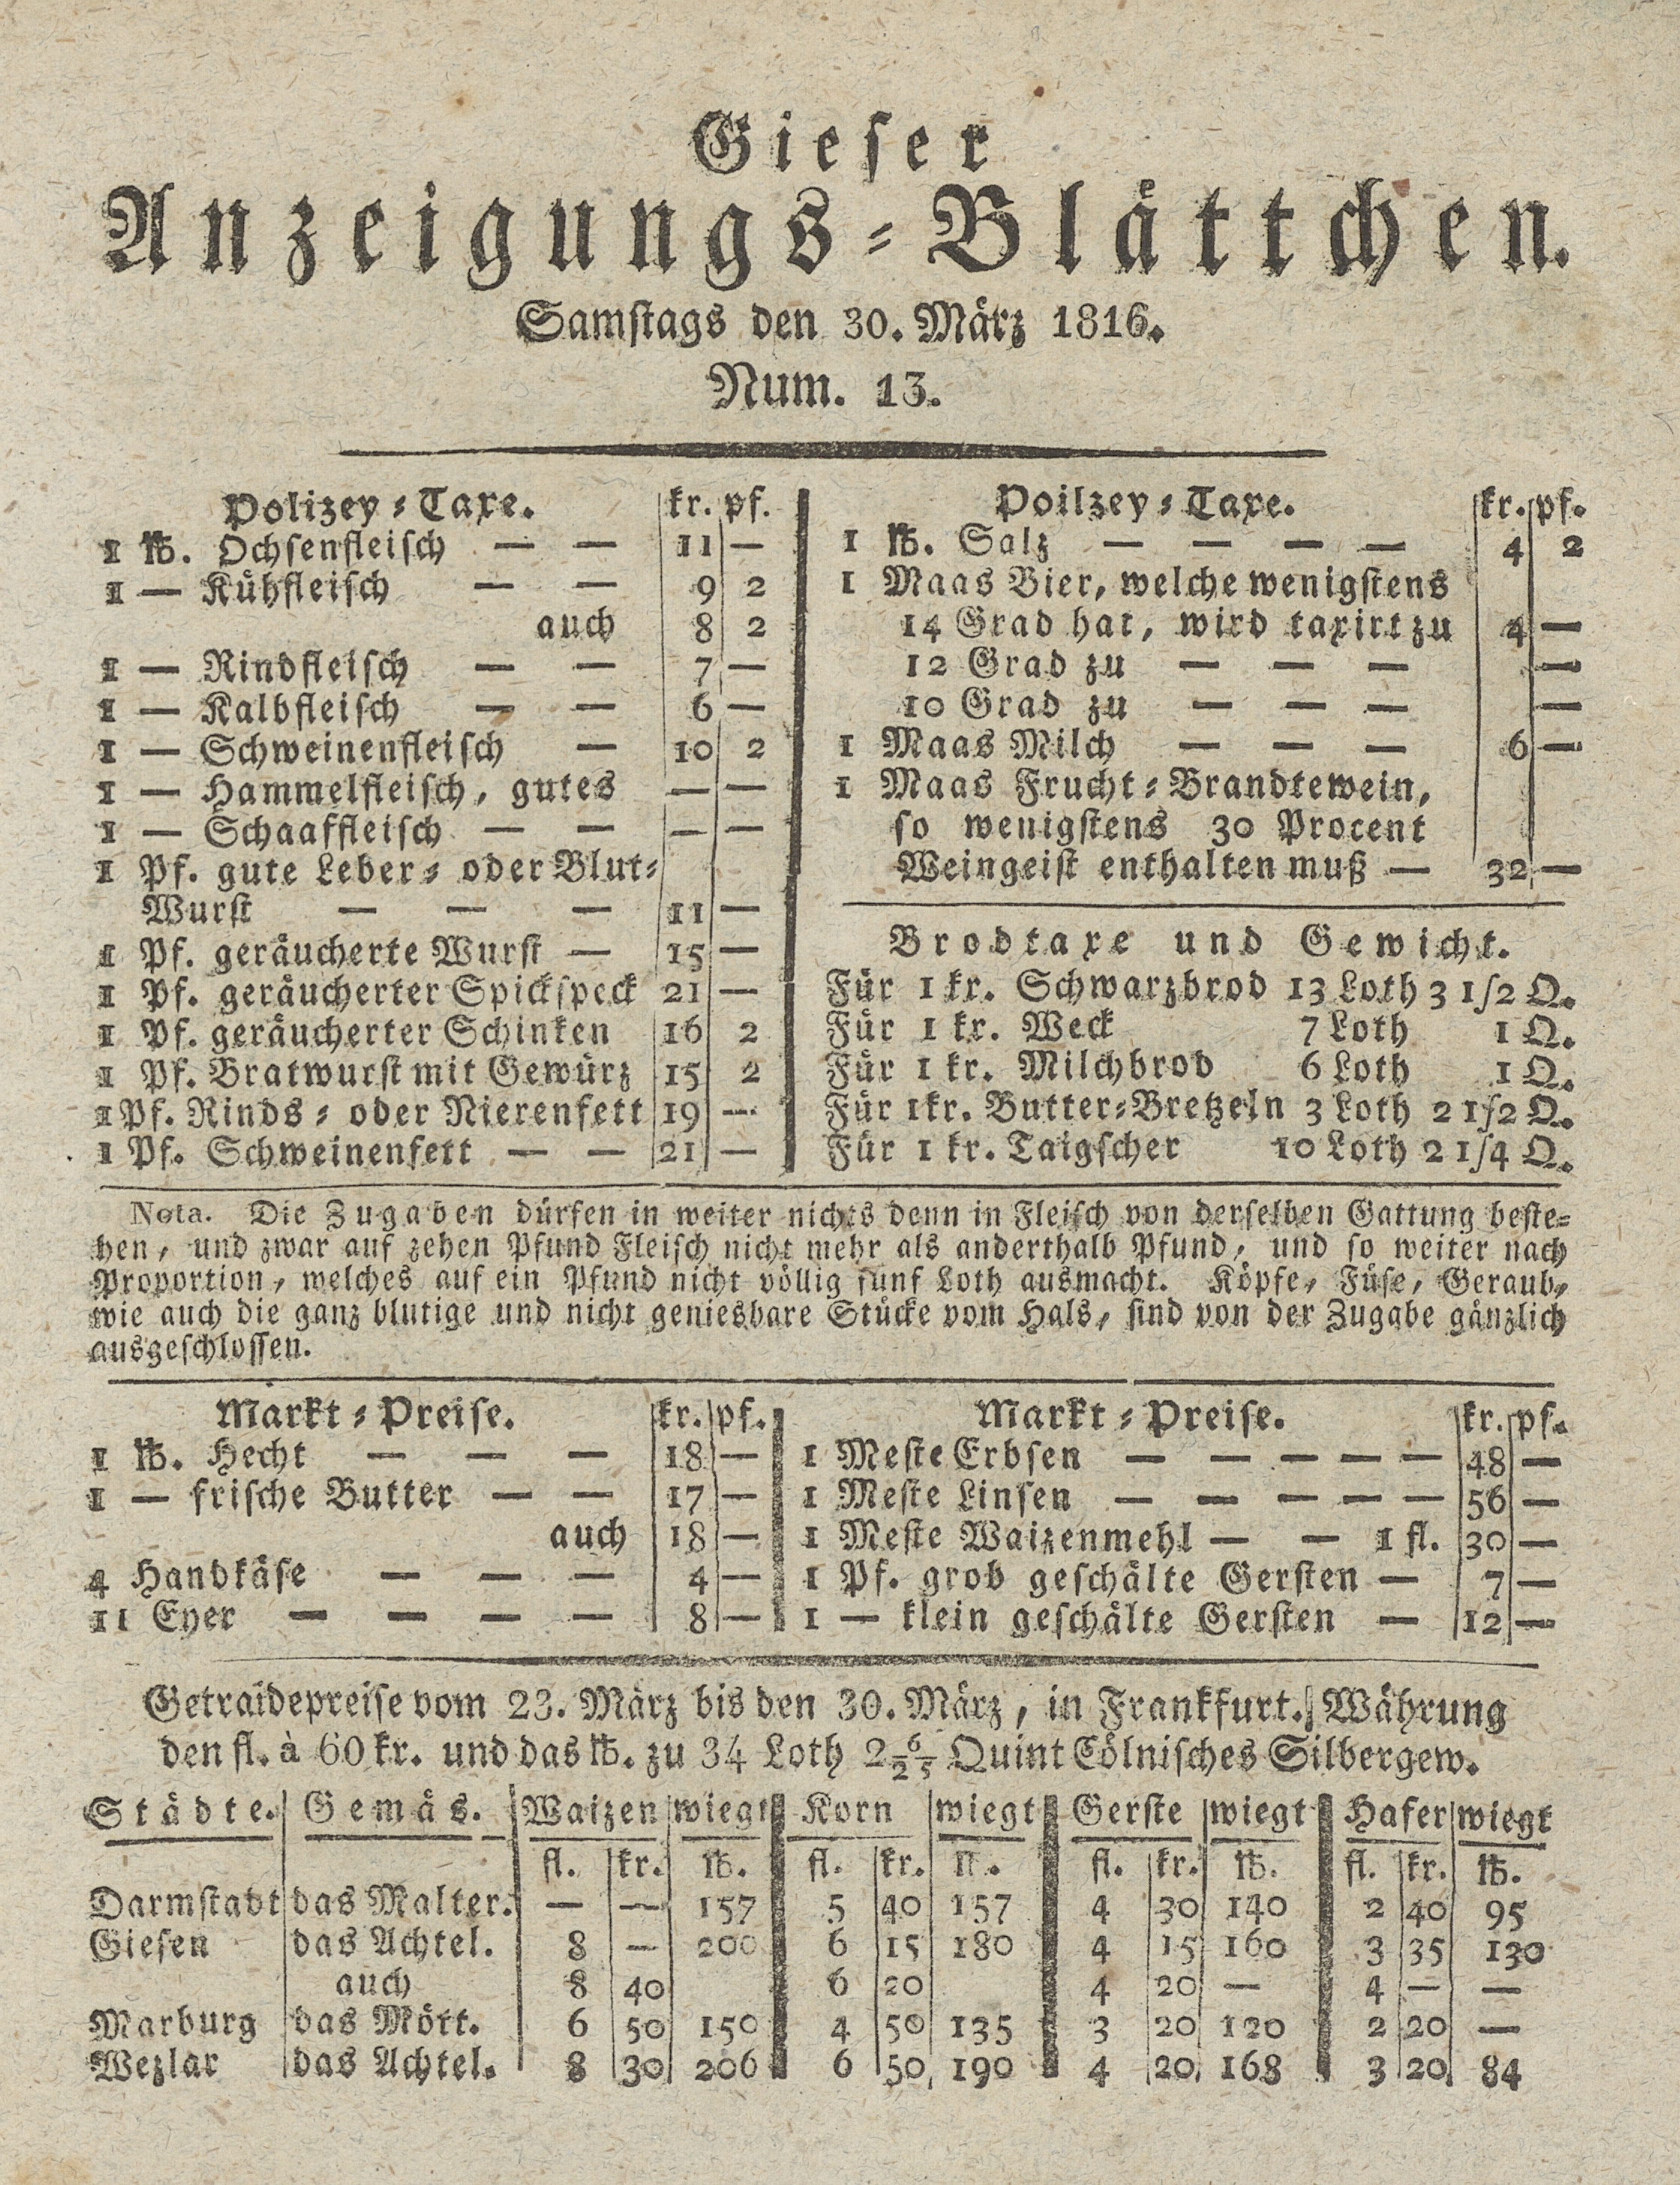 Gieser
Anzeigungs-Blättchen.
Samstags den 30. März 1816.
Num. 13.
Polizey-Taxe. kr. pf.
1 ℔. Ochsenfleisch — — 11 —
1 — Kühfleisch — — 9 2
auch 8 2
1 — Rindfleisch — — 7 —
1 — Kalbfleisch — — 6 —
1 — Schweinenfleisch — 10 2
1 — Hammelfleisch, gutes — —
1 — Schaaffleisch — — — —
1 Pf. gute Leber- oder Blut-
Wurst — — — 11 —
1 Pf. geräucherte Wurst — 15 —
1 Pf. geräucherter Spickspeck 21 —
1 Pf. geräucherter Schinken 16 2
1 Pf. Bratwurst mit Gewürz 15 2
1 Pf. Rinds- oder Nierenfett 19 —
1 Pf. Schweinenfett — — 21 —
Poilzey-Taxe. kr. pf.
1 ℔. Salz — — — — 4 2
1 Maas Bier, welche wenigstens
14 Grad hat, wird taxirt zu 4 —
12 Grad zu — — — —
10 Grad zu — — — —
1 Maas Milch — — — 6 —
1 Maas Frucht-Brandtewein,
so wenigstens 30 Procent
Weingeist enthalten muß — 32 —
Brodtaxe und Gewicht.
Für 1 kr. Schwarzbrod 13 Loth 3 1/2 Q.
Für 1 kr. Weck 7 Loth 1 Q.
Für 1 kr. Milchbrod 6 Loth 1 Q.
Für 1 kr. Butter-Bretzeln 3 Loth 2 1/2 Q.
Für 1 kr. Taigscher 10 Loth 2 1/4 Q.
Nota. Die Zugaben dürfen in weiter nichts denn in Fleisch von derselben Gattung beste-
hen, und zwar auf zehen Pfund Fleisch nicht mehr als anderthalb Pfund, und so weiter nach
Proportion, welches auf ein Pfund nicht völlig fünf Loth ausmacht. Köpfe, Füse, Geraub,
wie auch die ganz blutige und nicht geniesbare Stücke vom Hals, sind von der Zugabe gänzlich
ausgeschlossen.
Markt-Preise. kr. pf.
1 ℔. Hecht — — — 18 —
1 — frische Butter — — 17 —
auch 18 —
4 Handkäse — — — 4 —
11 Eyer — — — — 8 —
Markt-Preise. kr. pf.
1 Meste Erbsen — — — — — 48 —
1 Meste Linsen — — — — — 56 —
1 Meste Waizenmehl — — 1 fl. 30 —
1 Pf. grob geschälte Gersten — 7 —
1 — klein geschälte Gersten — 12 —
Getraidepreise vom 23. März bis den 30. März, in Frankfurt. Währung
den fl. à 60 kr. und das ℔. zu 34 Loth 2 6/25 Quint Cölnisches Silbergew.
Städte. Gemäs. Waizen wiegt Korn wiegt Gerste wiegt Hafer wiegt
fl. kr. ℔. fl. kr. ℔. fl. kr. ℔. fl. kr. ℔.
Darmstadt das Malter. — — 157 5 40 157 4 30 140 2 40 95
Giesen das Achtel. 8 — 200 6 15 180 4 15 160 3 35 130
auch 8 40 6 20 4 20 — 4 — —
Marburg das Mött. 6 50 150 4 50 135 3 20 120 2 20 —
Wezlar das Achtel. 8 30 206 6 50 190 4 20 168 3 20 84